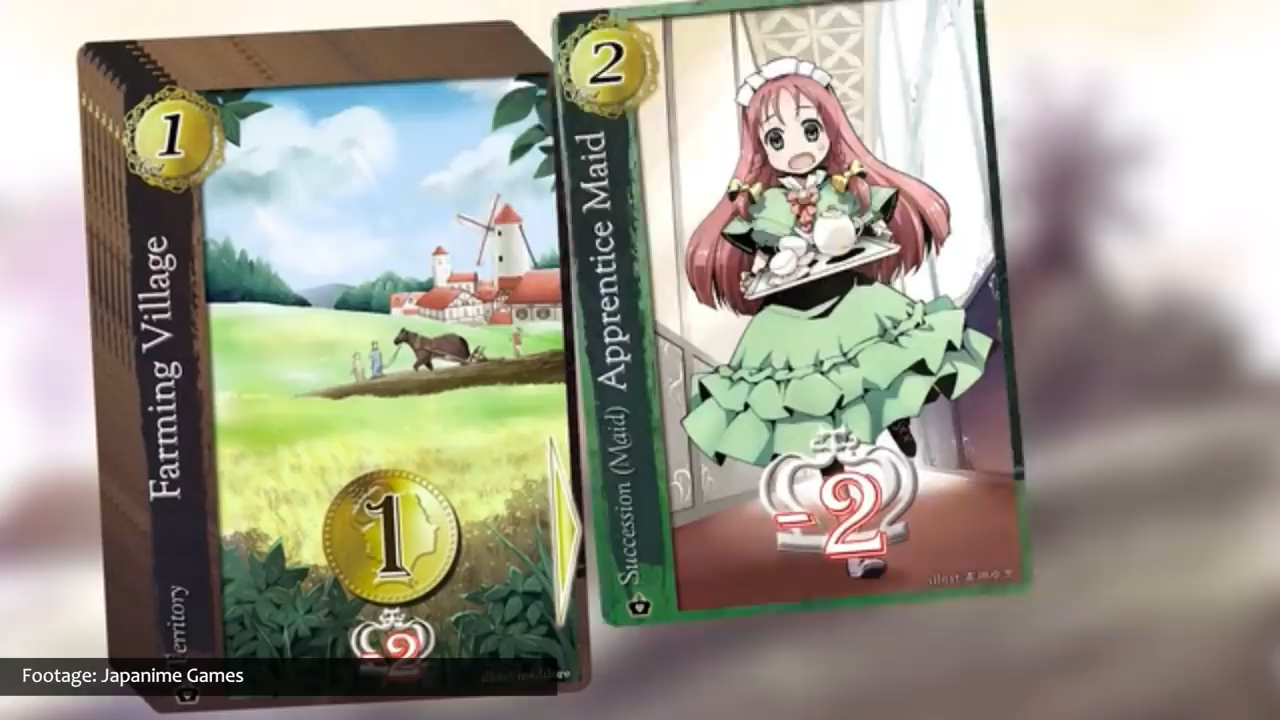 1
Farming Village
Territory
1
-2
2
Apprentice Maid
Succession (Maid)
-2
Footage: Japanime Games